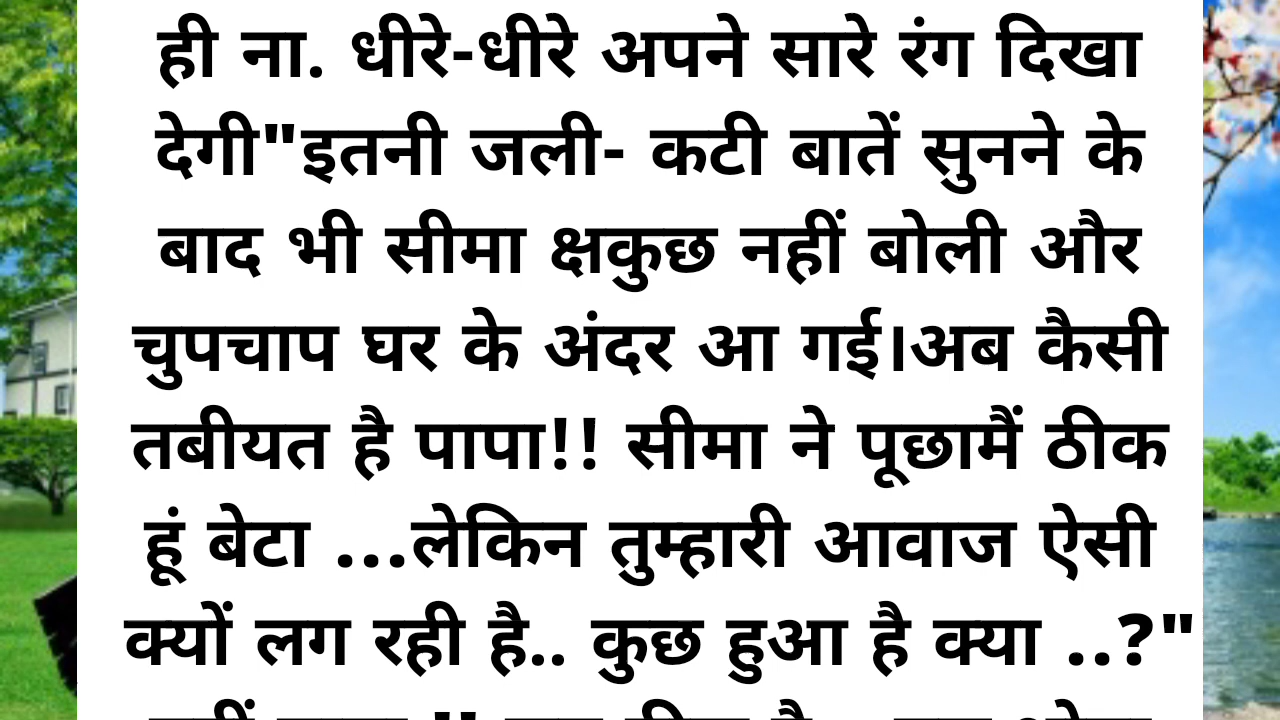 ही ना. धीरे-धीरे अपने सारे रंग दिखा
देगी"इतनी जली- कटी बातें सुनने के
बाद भी सीमा क्षकुछ नहीं बोली और
चुपचाप घर के अंदर आ गई।अब कैसी
तबीयत है पापा!! सीमा ने पूछामैं ठीक
हूं बेटा ...लेकिन तुम्हारी आवाज ऐसी
क्यों लग रही है.. कुछ हुआ है क्या ..?"